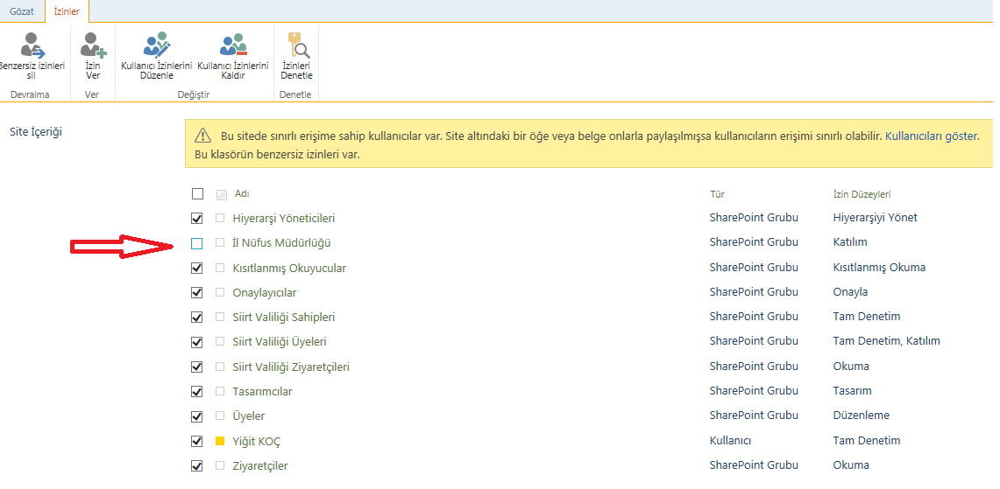 Gözat İzinler
Benzersiz izinleri sil
İzin Ver
Kullanıcı İzinlerini Düzenle
Kullanıcı İzinlerini Kaldır
İzinleri Denetle
Devralma Ver Değiştir Denetle
Site İçeriği
Bu sitede sınırlı erişime sahip kullanıcılar var. Site altındaki bir öğe veya belge onlarla paylaşılmışsa kullanıcıların erişimi sınırlı olabilir. Kullanıcıları göster.
Bu klasörün benzersiz izinleri var.
Adı Tür İzin Düzeyleri
Hiyerarşi Yöneticileri SharePoint Grubu Hiyerarşiyi Yönet
İl Nüfus Müdürlüğü SharePoint Grubu Katılım
Kısıtlanmış Okuyucular SharePoint Grubu Kısıtlanmış Okuma
Onaylayıcılar SharePoint Grubu Onayla
Siirt Valiliği Sahipleri SharePoint Grubu Tam Denetim
Siirt Valiliği Üyeleri SharePoint Grubu Tam Denetim, Katılım
Siirt Valiliği Ziyaretçileri SharePoint Grubu Okuma
Tasarımcılar SharePoint Grubu Tasarım
Üyeler SharePoint Grubu Düzenleme
Yiğit KOÇ Kullanıcı Tam Denetim
Ziyaretçiler SharePoint Grubu Okuma